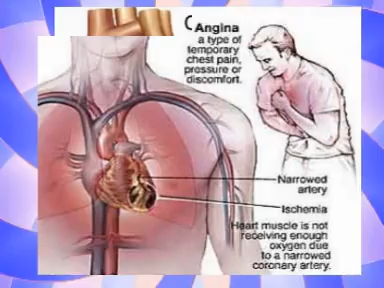 (Angina
a type of
temporary
chest pain,
pressure or
discomfort.
Narrowed
artery
Ischemia
Heart muscle is not
receiving enough
oxygen due
to a narrowed
coronary artery.